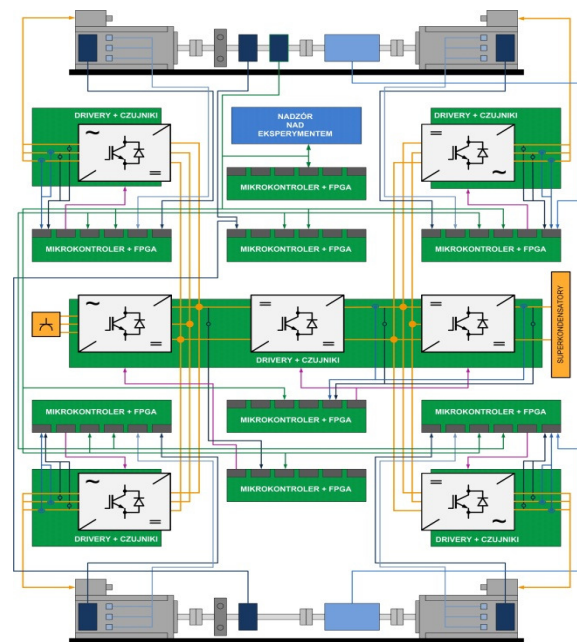 DRIVERY + CZUJNIKI
NADZÓR
NAD
EKSPERYMENTEM
DRIVERY + CZUJNIKI
MIKROKONTROLER + FPGA
MIKROKONTROLER + FPGA
MIKROKONTROLER + FPGA
MIKROKONTROLER + FPGA
DRIVERY + CZUJNIKI
SUPERKONDENSATORY
MIKROKONTROLER + FPGA
MIKROKONTROLER + FPGA
MIKROKONTROLER + FPGA
MIKROKONTROLER + FPGA
DRIVERY + CZUJNIKI
DRIVERY + CZUJNIKI